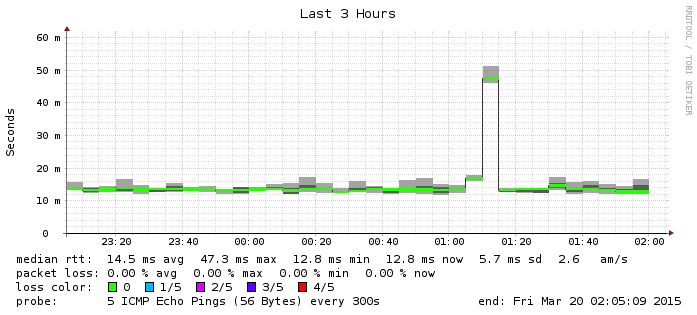 Last 3 Hours
RRDTOOL / TOBI OETIKER
Seconds
60 m
50 m
40 m
30 m
20 m
10 m
0
23:20 23:40 00:00 00:20 00:40 01:00 01:20 01:40 02:00
median rtt: 14.5 ms avg 47.3 ms max 12.8 ms min 12.8 ms now 5.7 ms sd 2.6 am/s
packet loss: 0.00 % avg 0.00 % max 0.00 % min 0.00 % now
loss color: 0 1/5 2/5 3/5 4/5
probe: 5 ICMP Echo Pings (56 Bytes) every 300s end: Fri Mar 20 02:05:09 2015